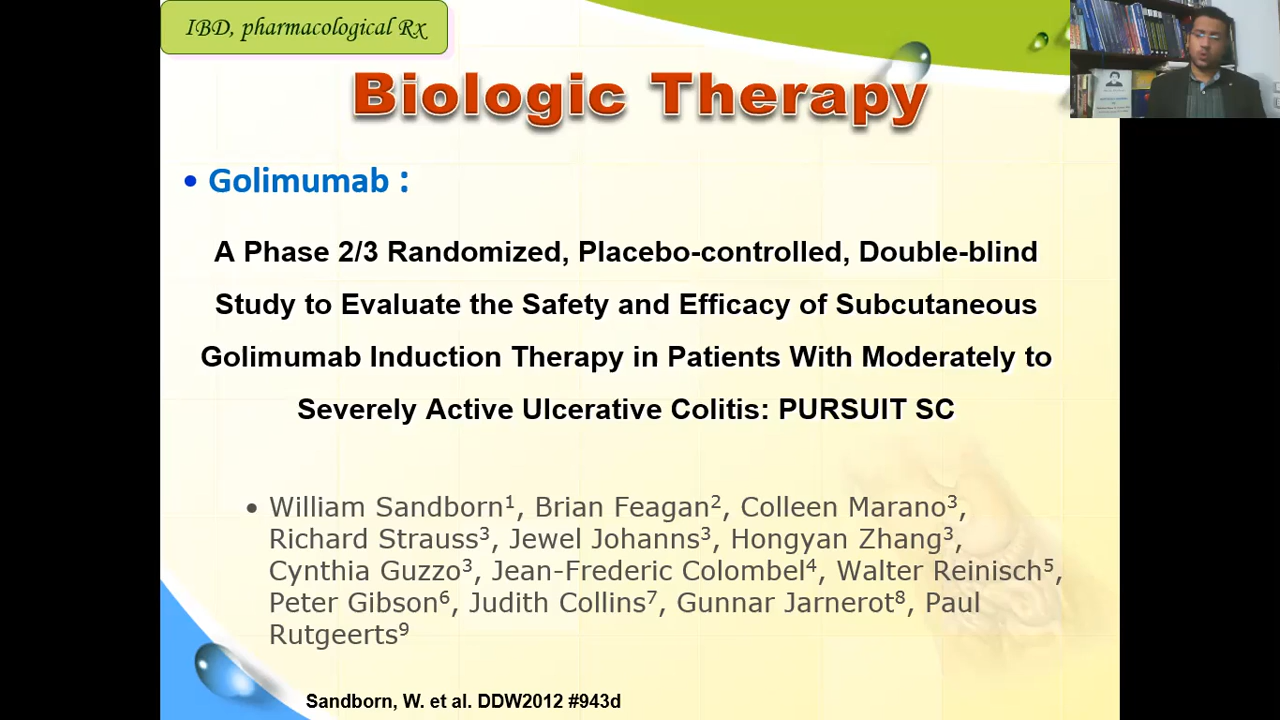 IBD, pharmacological Rx
Biologic Therapy
• Golimumab :
A Phase 2/3 Randomized, Placebo-controlled, Double-blind
Study to Evaluate the Safety and Efficacy of Subcutaneous
Golimumab Induction Therapy in Patients With Moderately to
Severely Active Ulcerative Colitis: PURSUIT SC
• William Sandborn¹, Brian Feagan², Colleen Marano³,
Richard Strauss³, Jewel Johanns³, Hongyan Zhang³,
Cynthia Guzzo³, Jean-Frederic Colombel⁴, Walter Reinisch⁵,
Peter Gibson⁶, Judith Collins⁷, Gunnar Jarnerot⁸, Paul
Rutgeerts⁹
Sandborn, W. et al. DDW2012 #943d